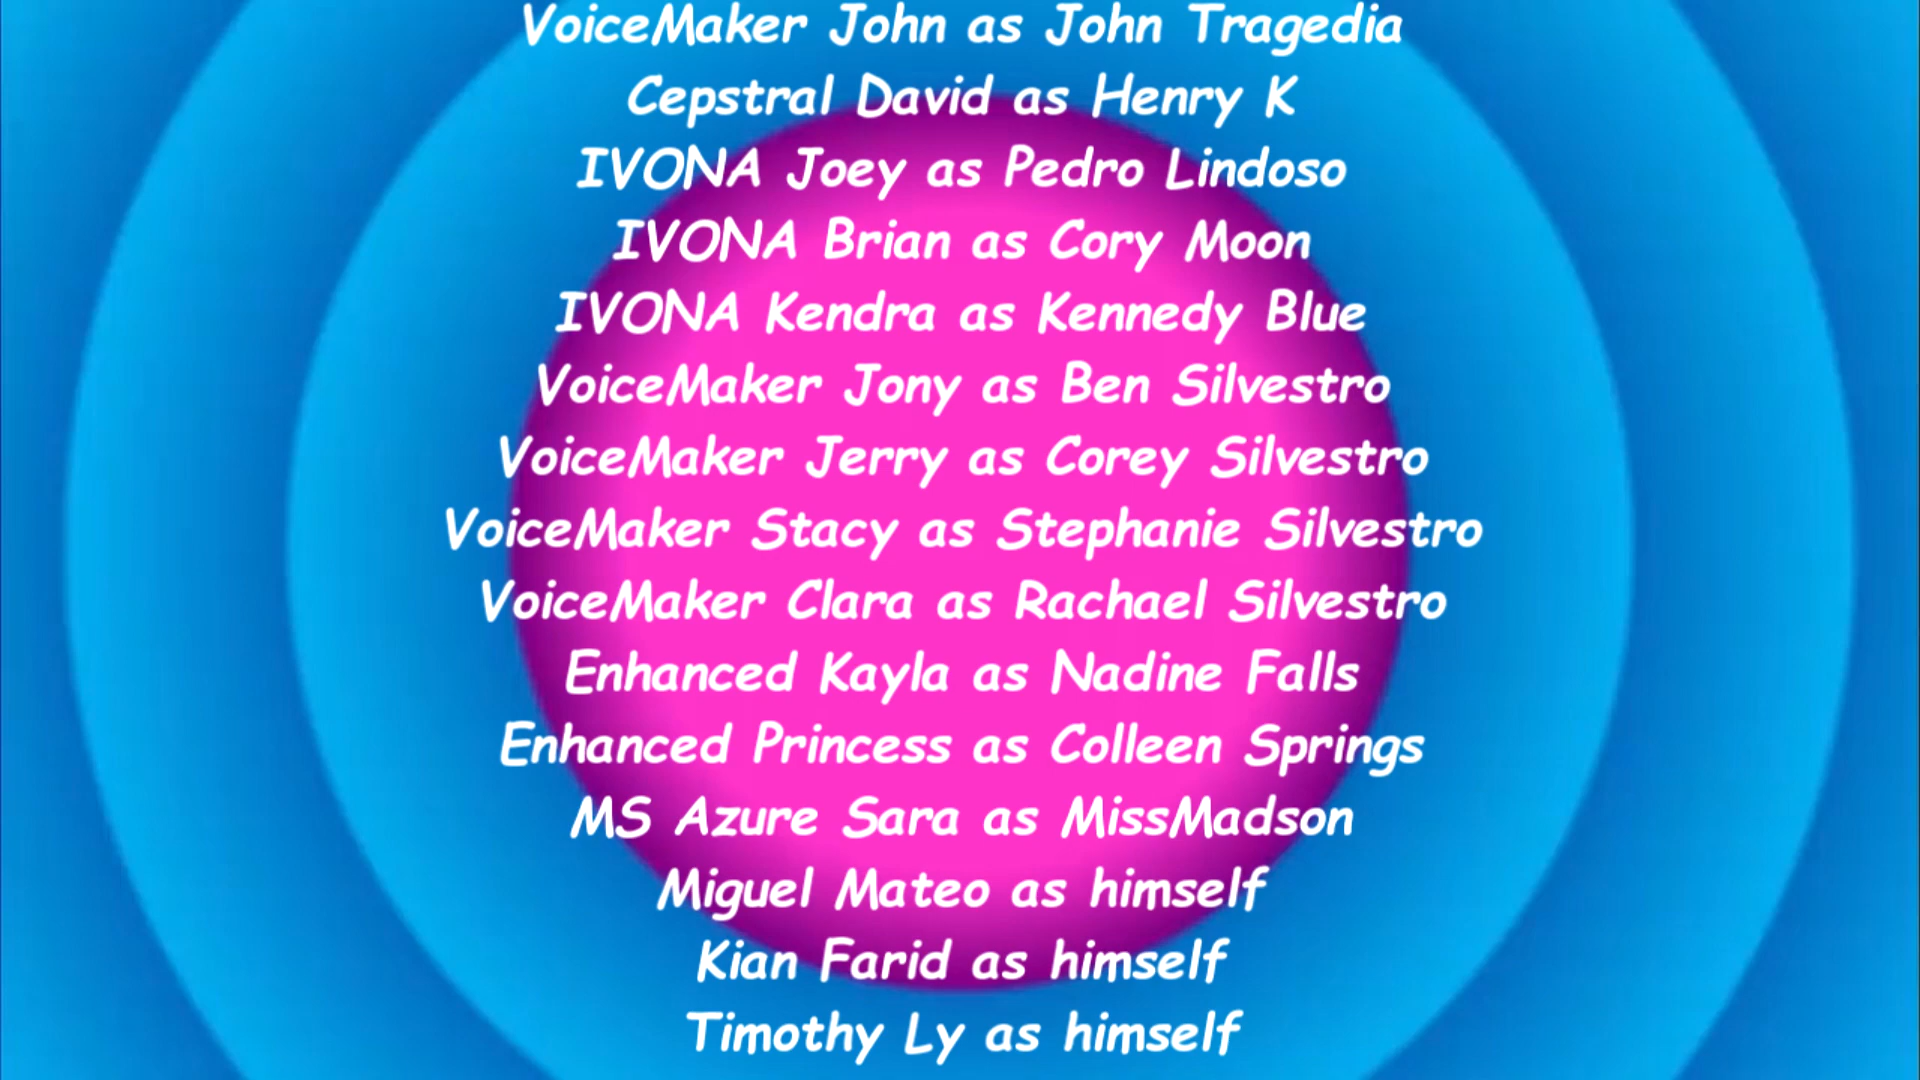 VoiceMaker John as John Tragedia
Cepstral David as Henry K
IVONA Joey as Pedro Lindoso
IVONA Brian as Cory Moon
IVONA Kendra as Kennedy Blue
VoiceMaker Jony as Ben Silvestro
VoiceMaker Jerry as Corey Silvestro
VoiceMaker Stacy as Stephanie Silvestro
VoiceMaker Clara as Rachael Silvestro
Enhanced Kayla as Nadine Falls
Enhanced Princess as Colleen Springs
MS Azure Sara as MissMadson
Miguel Mateo as himself
Kian Farid as himself
Timothy Ly as himself